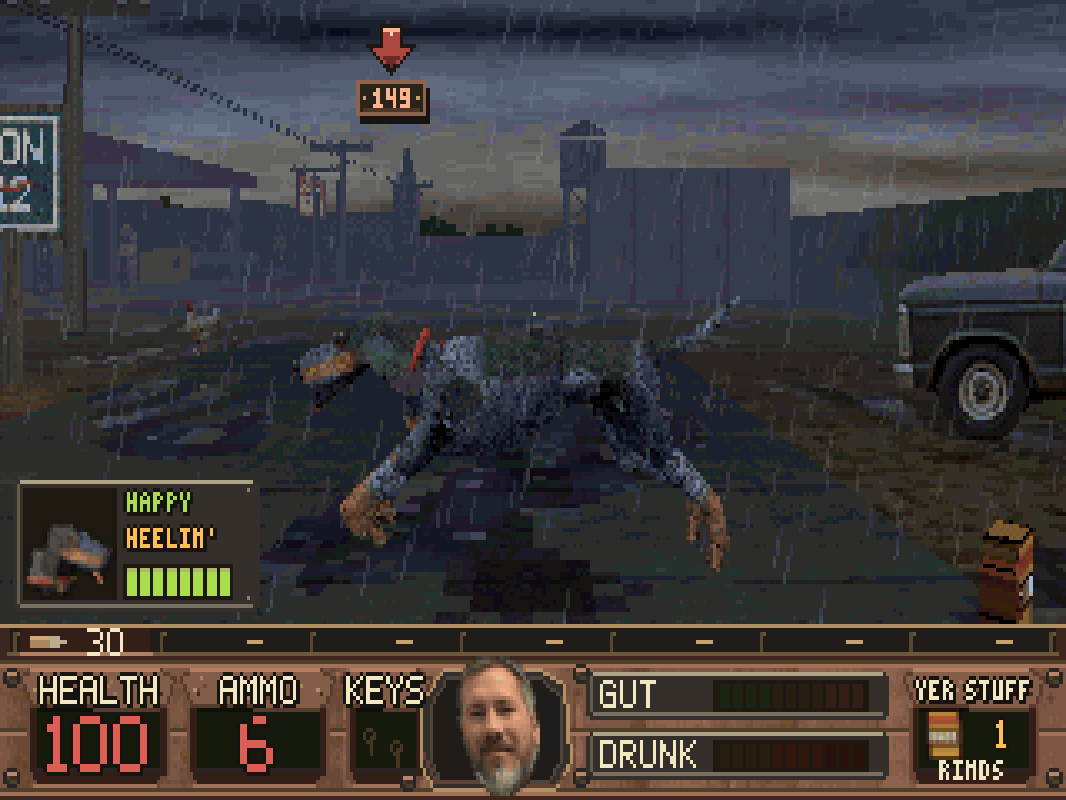 149
ON
12
HAPPY
HEELIN'
30
HEALTH
100
AMMO
6
KEYS
GUT
DRUNK
YER STUFF
1
RINDS